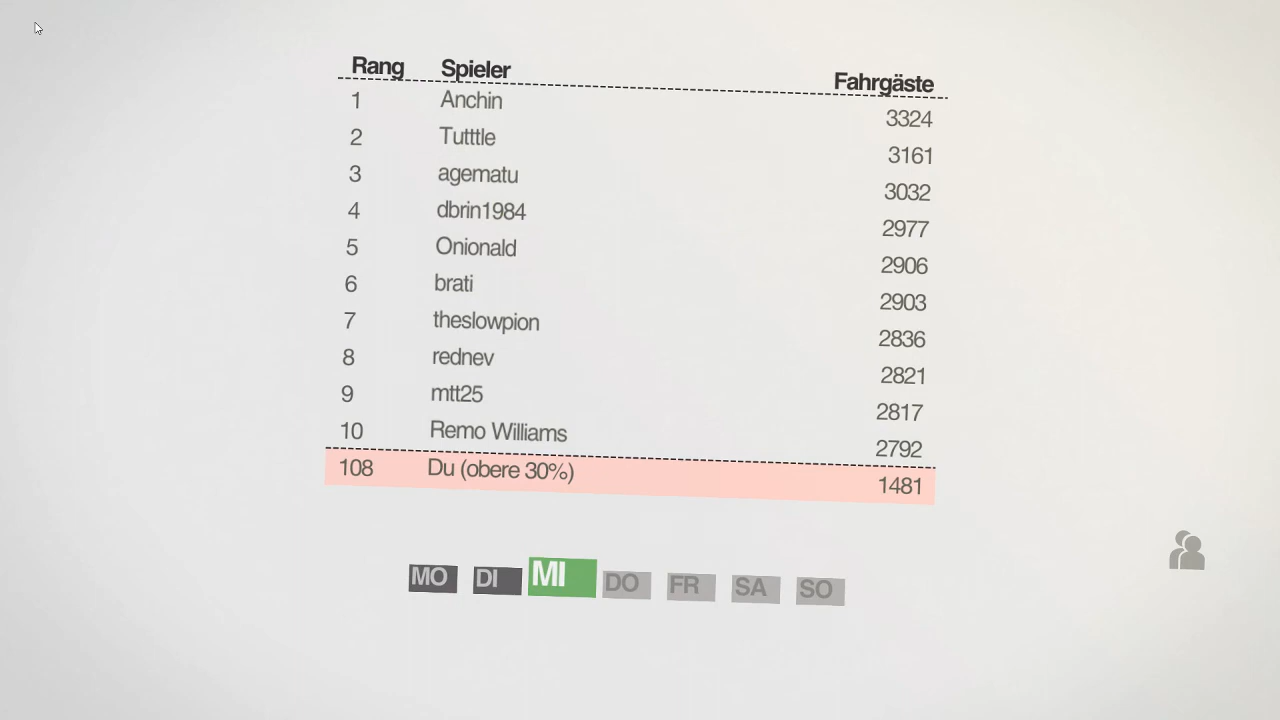 Rang Spieler Fahrgäste
1 Anchin 3324
2 Tutttle 3161
3 agematu 3032
4 dbrin1984 2977
5 Onionald 2906
6 brati 2903
7 theslowpion 2836
8 rednev 2821
9 mtt25 2817
10 Remo Williams 2792
108 Du (obere 30%) 1481
MO DI MI DO FR SA SO